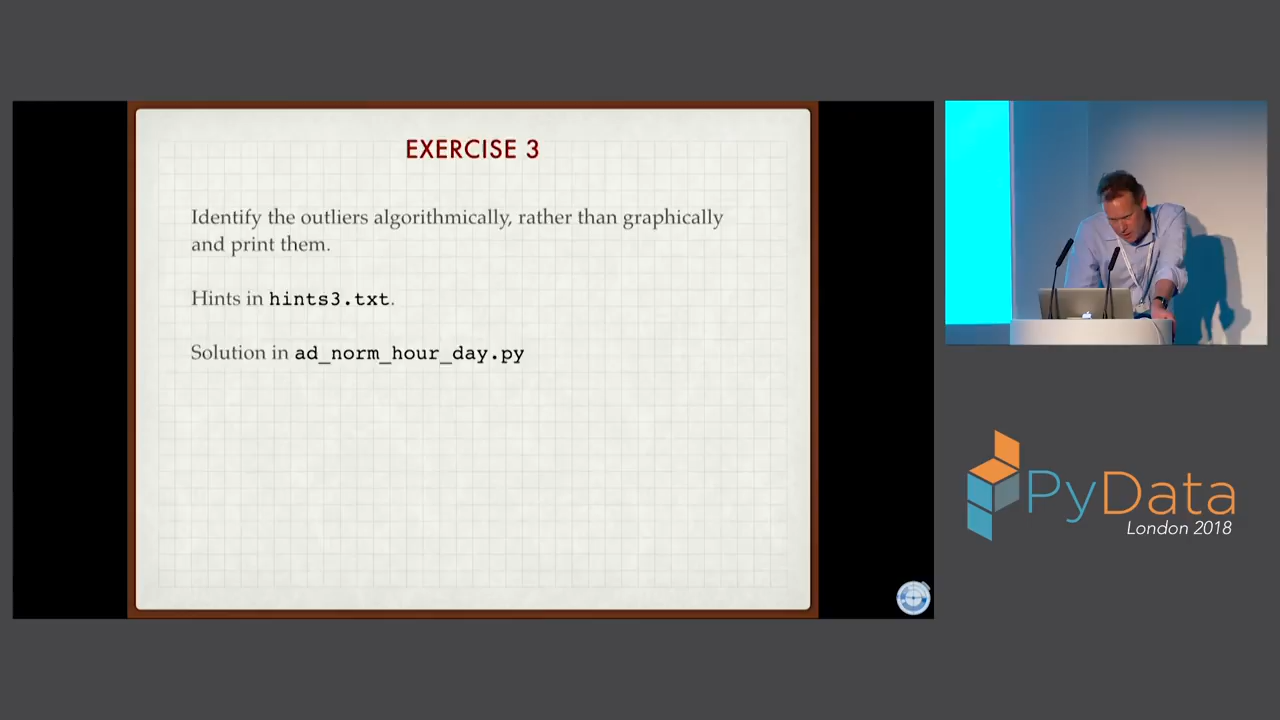 EXERCISE 3
Identify the outliers algorithmically, rather than graphically
and print them.
Hints in hints3.txt.
Solution in ad_norm_hour_day.py
PyData
London 2018